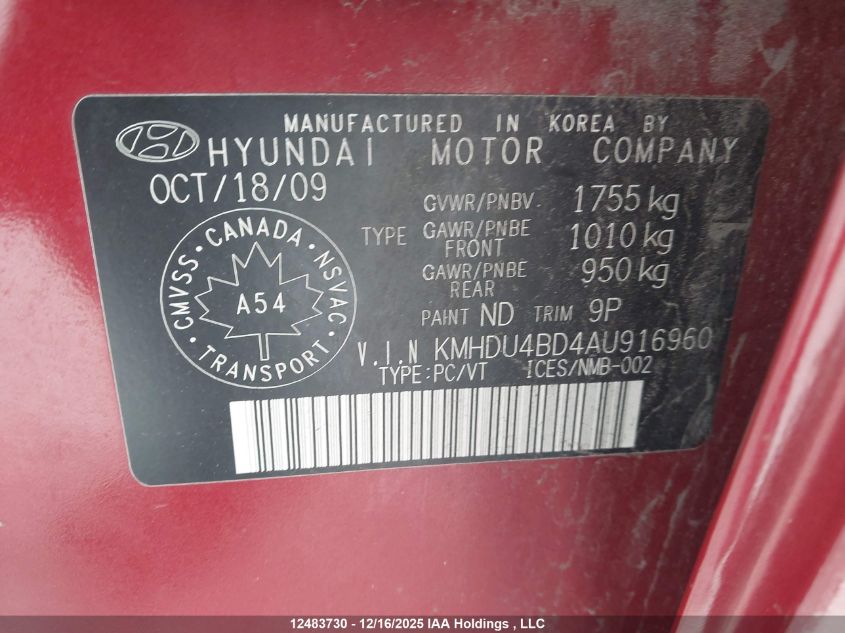 MANUFACTURED IN KOREA BY
HYUNDAI MOTOR COMPANY
OCT/18/09
GVWR/PNBV 1755 kg
TYPE GAWR/PNBE FRONT 1010 kg
GAWR/PNBE REAR 950 kg
PAINT ND TRIM 9P
CMVSS · CANADA · NSVAC · TRANSPORT ·
A54
V.I.N KMHDU4BD4AU916960
TYPE:PC/VT ICES/NMB-002
12483730 - 12/16/2025 IAA Holdings , LLC